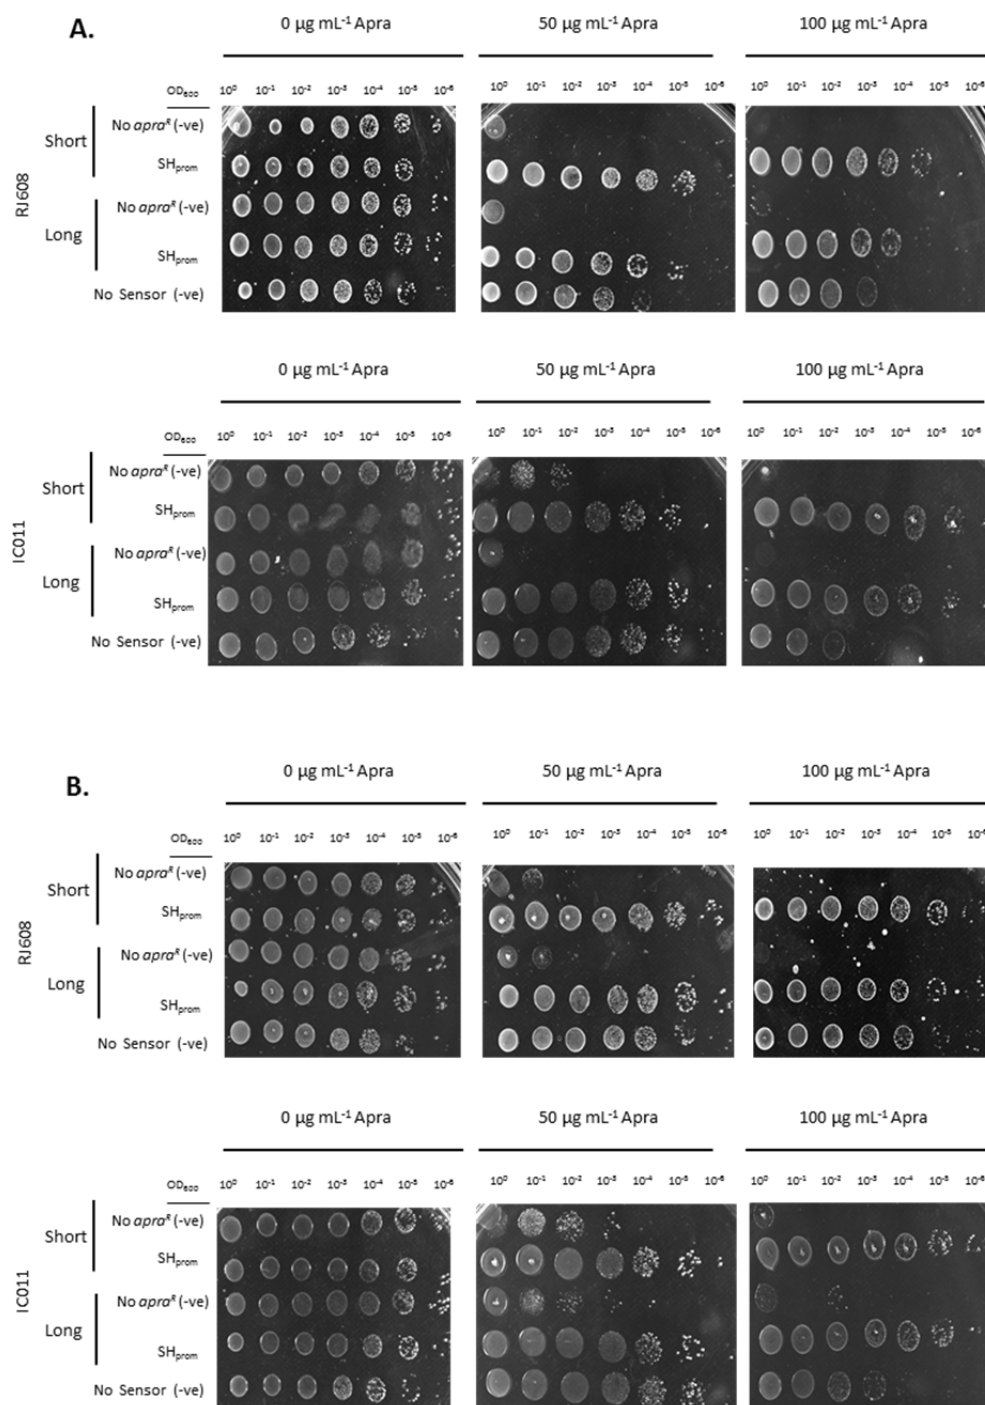 A.
0 µg mL⁻¹ Apra 50 µg mL⁻¹ Apra 100 µg mL⁻¹ Apra
OD₆₀₀ 10⁰ 10⁻¹ 10⁻² 10⁻³ 10⁻⁴ 10⁻⁵ 10⁻⁶ 10⁰ 10⁻¹ 10⁻² 10⁻³ 10⁻⁴ 10⁻⁵ 10⁻⁶ 10⁰ 10⁻¹ 10⁻² 10⁻³ 10⁻⁴ 10⁻⁵ 10⁻⁶
RJ608
Short
No apraᴿ (-ve)
SHprom
Long
No apraᴿ (-ve)
SHprom
No Sensor (-ve)
0 µg mL⁻¹ Apra 50 µg mL⁻¹ Apra 100 µg mL⁻¹ Apra
OD₆₀₀ 10⁰ 10⁻¹ 10⁻² 10⁻³ 10⁻⁴ 10⁻⁵ 10⁻⁶ 10⁰ 10⁻¹ 10⁻² 10⁻³ 10⁻⁴ 10⁻⁵ 10⁻⁶ 10⁰ 10⁻¹ 10⁻² 10⁻³ 10⁻⁴ 10⁻⁵ 10⁻⁶
IC011
Short
No apraᴿ (-ve)
SHprom
Long
No apraᴿ (-ve)
SHprom
No Sensor (-ve)
B.
0 µg mL⁻¹ Apra 50 µg mL⁻¹ Apra 100 µg mL⁻¹ Apra
OD₆₀₀ 10⁰ 10⁻¹ 10⁻² 10⁻³ 10⁻⁴ 10⁻⁵ 10⁻⁶ 10⁰ 10⁻¹ 10⁻² 10⁻³ 10⁻⁴ 10⁻⁵ 10⁻⁶ 10⁰ 10⁻¹ 10⁻² 10⁻³ 10⁻⁴ 10⁻⁵ 10⁻⁶
RJ608
Short
No apraᴿ (-ve)
SHprom
Long
No apraᴿ (-ve)
SHprom
No Sensor (-ve)
0 µg mL⁻¹ Apra 50 µg mL⁻¹ Apra 100 µg mL⁻¹ Apra
OD₆₀₀ 10⁰ 10⁻¹ 10⁻² 10⁻³ 10⁻⁴ 10⁻⁵ 10⁻⁶ 10⁰ 10⁻¹ 10⁻² 10⁻³ 10⁻⁴ 10⁻⁵ 10⁻⁶ 10⁰ 10⁻¹ 10⁻² 10⁻³ 10⁻⁴ 10⁻⁵ 10⁻⁶
IC011
Short
No apraᴿ (-ve)
SHprom
Long
No apraᴿ (-ve)
SHprom
No Sensor (-ve)